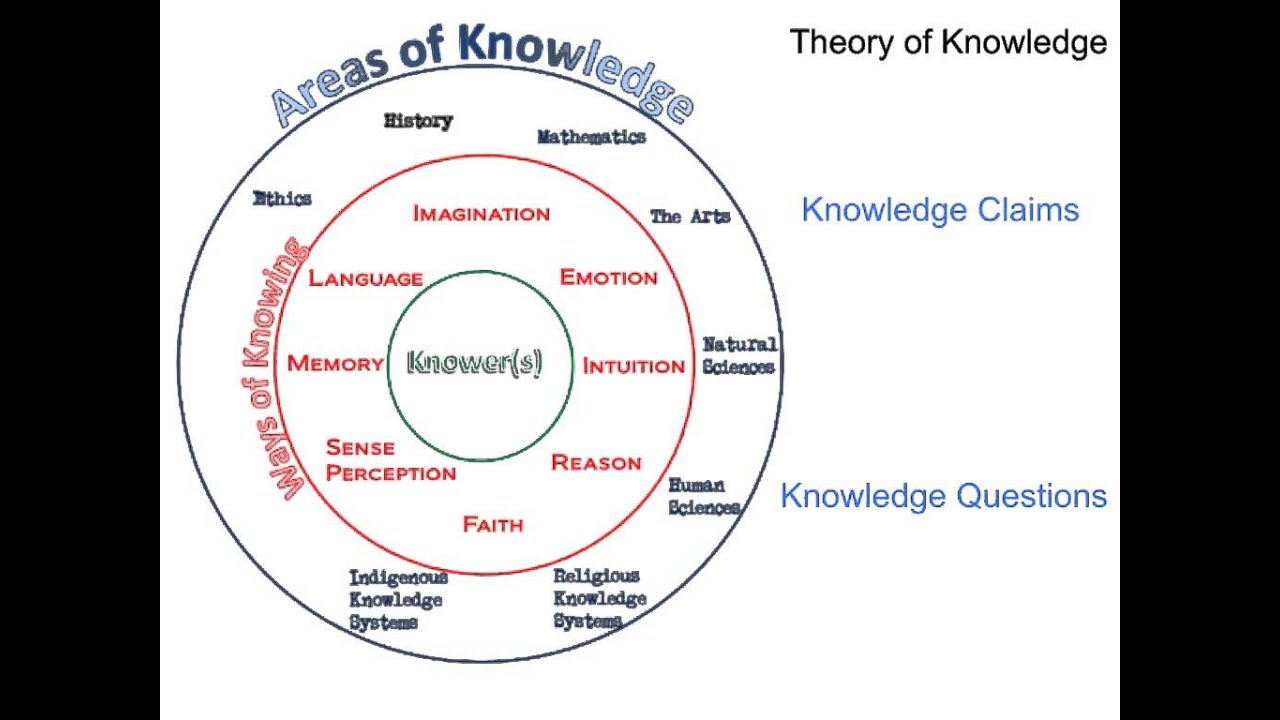 Areas of Knowledge
Theory of Knowledge
History
Mathematics
Ethics
The Arts
Knowledge Claims
IMAGINATION
Ways of Knowing
LANGUAGE
EMOTION
MEMORY
Knower(s)
INTUITION
Natural
Sciences
SENSE
PERCEPTION
REASON
Human
Sciences
Knowledge Questions
FAITH
Indigenous
Knowledge
Systems
Religious
Knowledge
Systems